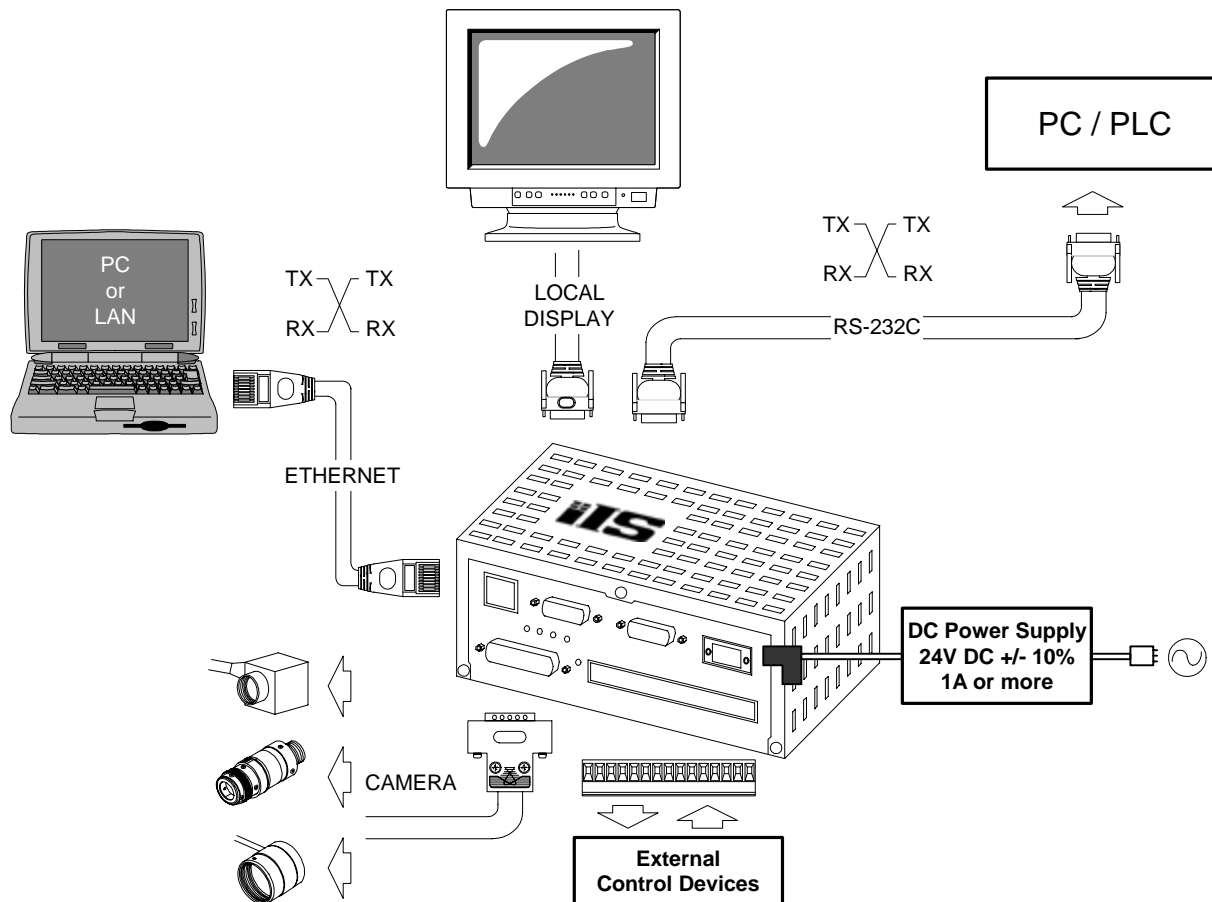 PC / PLC
TX TX
RX RX
PC
or
LAN
TX TX
RX RX
LOCAL
DISPLAY
RS-232C
ETHERNET
iIS
DC Power Supply
24V DC +/- 10%
1A or more
CAMERA
External
Control Devices